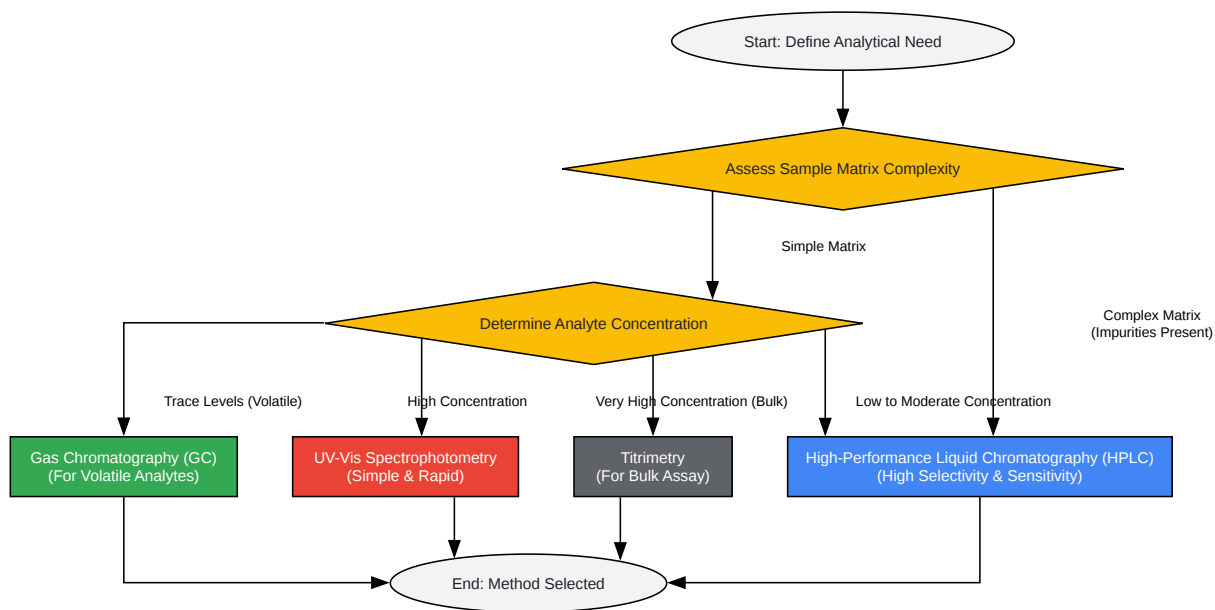 Start: Define Analytical Need
Assess Sample Matrix Complexity
Simple Matrix
Complex Matrix
(Impurities Present)
Determine Analyte Concentration
Trace Levels (Volatile)
High Concentration
Very High Concentration (Bulk)
Low to Moderate Concentration
Gas Chromatography (GC)
(For Volatile Analytes)
UV-Vis Spectrophotometry
(Simple & Rapid)
Titrimetry
(For Bulk Assay)
High-Performance Liquid Chromatography (HPLC)
(High Selectivity & Sensitivity)
End: Method Selected